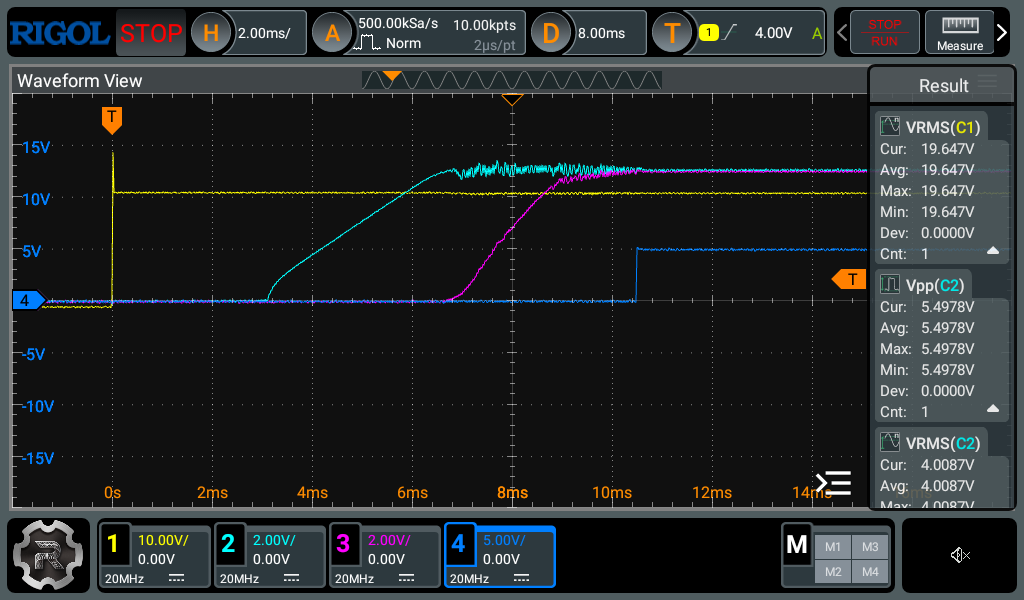 RIGOL STOP H 2.00ms/ A 500.00kSa/s 10.00kpts D 8.00ms T 1 4.00V A STOP
Norm 2µs/pt RUN Measure
Waveform View
Result
T
15V
10V
5V
4
-5V
-10V
-15V
T
0s 2ms 4ms 6ms 8ms 10ms 12ms 14ms
VRMS(C1)
Cur: 19.647V
Avg: 19.647V
Max: 19.647V
Min: 19.647V
Dev: 0.0000V
Cnt: 1
Vpp(C2)
Cur: 5.4978V
Avg: 5.4978V
Max: 5.4978V
Min: 5.4978V
Dev: 0.0000V
Cnt: 1
VRMS(C2)
Cur: 4.0087V
Avg: 4.0087V
Max: 4.0087V
R
1 10.00V/ 0.00V 20MHz
2 2.00V/ 0.00V 20MHz
3 2.00V/ 0.00V 20MHz
4 5.00V/ 0.00V 20MHz
M M1 M3
M2 M4